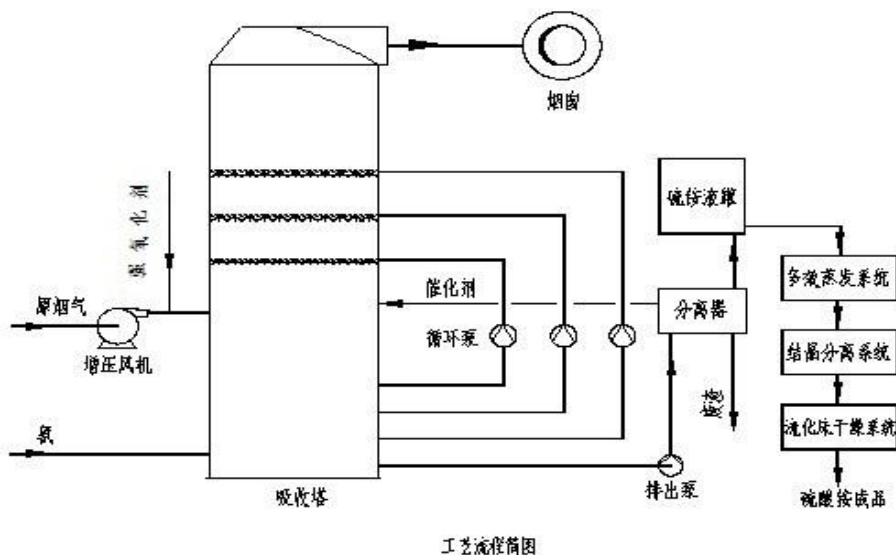 烟囱
强氧化剂
硫铵液罐
多效蒸发系统
原烟气
催化剂
分离器
增压风机
循环泵
结晶分离系统
废渣
流化床干燥系统
氨
吸收塔
排出泵
硫酸铵成品
工艺流程简图